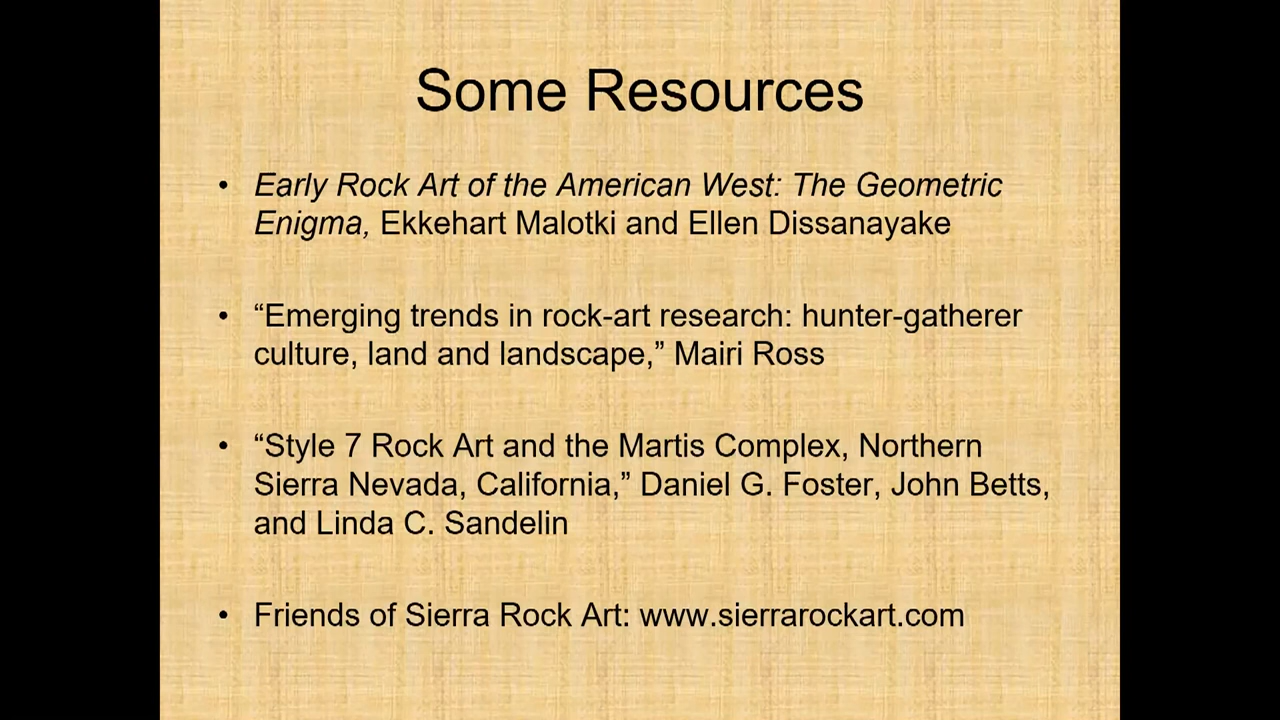 Some Resources
• Early Rock Art of the American West: The Geometric
Enigma, Ekkehart Malotki and Ellen Dissanayake
• “Emerging trends in rock-art research: hunter-gatherer
culture, land and landscape,” Mairi Ross
• “Style 7 Rock Art and the Martis Complex, Northern
Sierra Nevada, California,” Daniel G. Foster, John Betts,
and Linda C. Sandelin
• Friends of Sierra Rock Art: www.sierrarockart.com